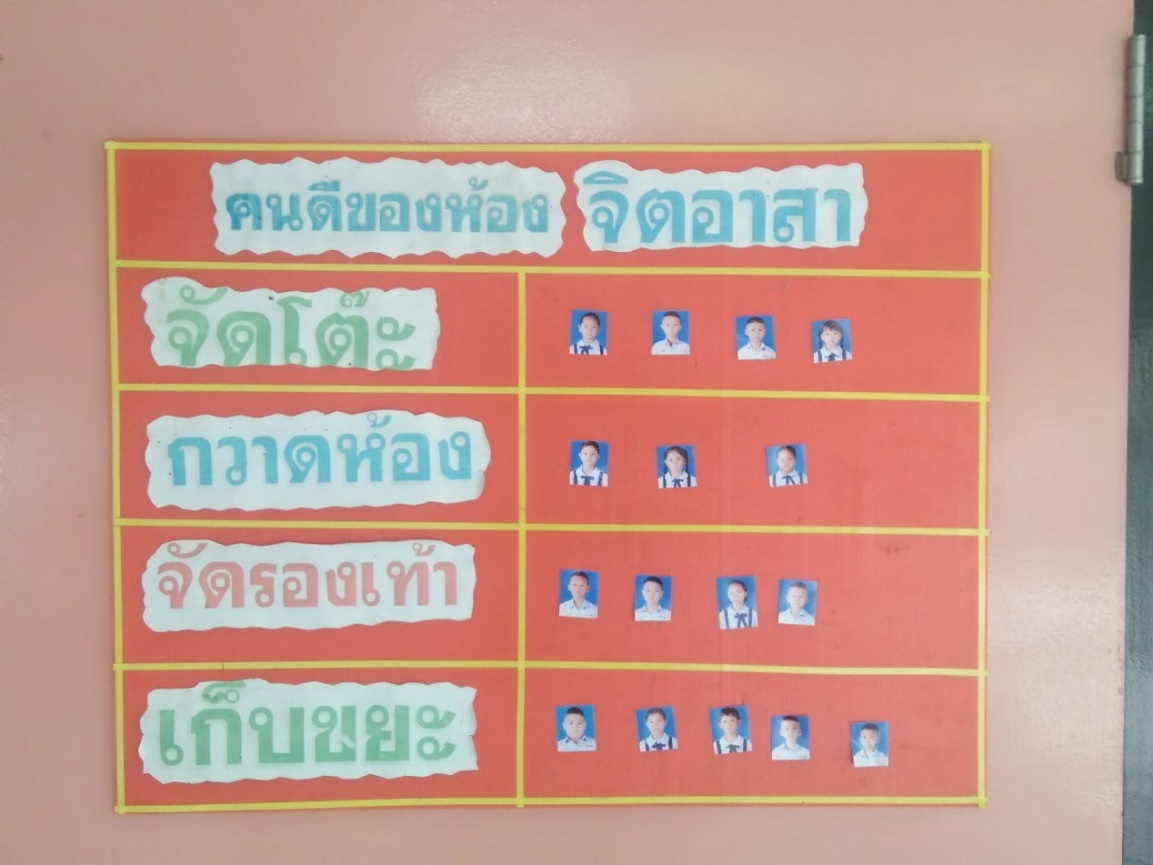 คนดีของห้อง จิตอาสา
จัดโต๊ะ
กวาดห้อง
จัดรองเท้า
เก็บขยะ